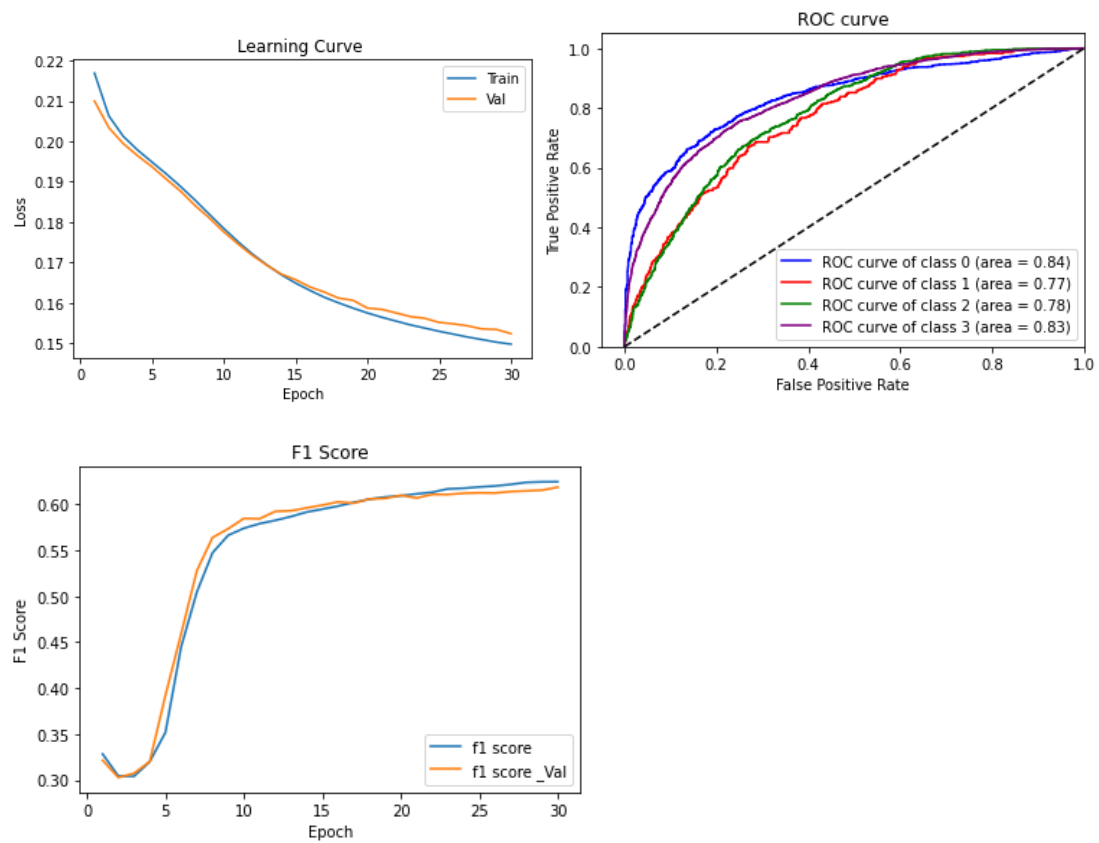 Learning Curve
0.22
0.21
0.20
0.19
0.18
0.17
0.16
0.15
Loss
Train
Val
0 5 10 15 20 25 30
Epoch
ROC curve
1.0
0.8
0.6
0.4
0.2
0.0
True Positive Rate
ROC curve of class 0 (area = 0.84)
ROC curve of class 1 (area = 0.77)
ROC curve of class 2 (area = 0.78)
ROC curve of class 3 (area = 0.83)
0.0 0.2 0.4 0.6 0.8 1.0
False Positive Rate
F1 Score
0.60
0.55
0.50
0.45
0.40
0.35
0.30
F1 Score
f1 score
f1 score _Val
0 5 10 15 20 25 30
Epoch